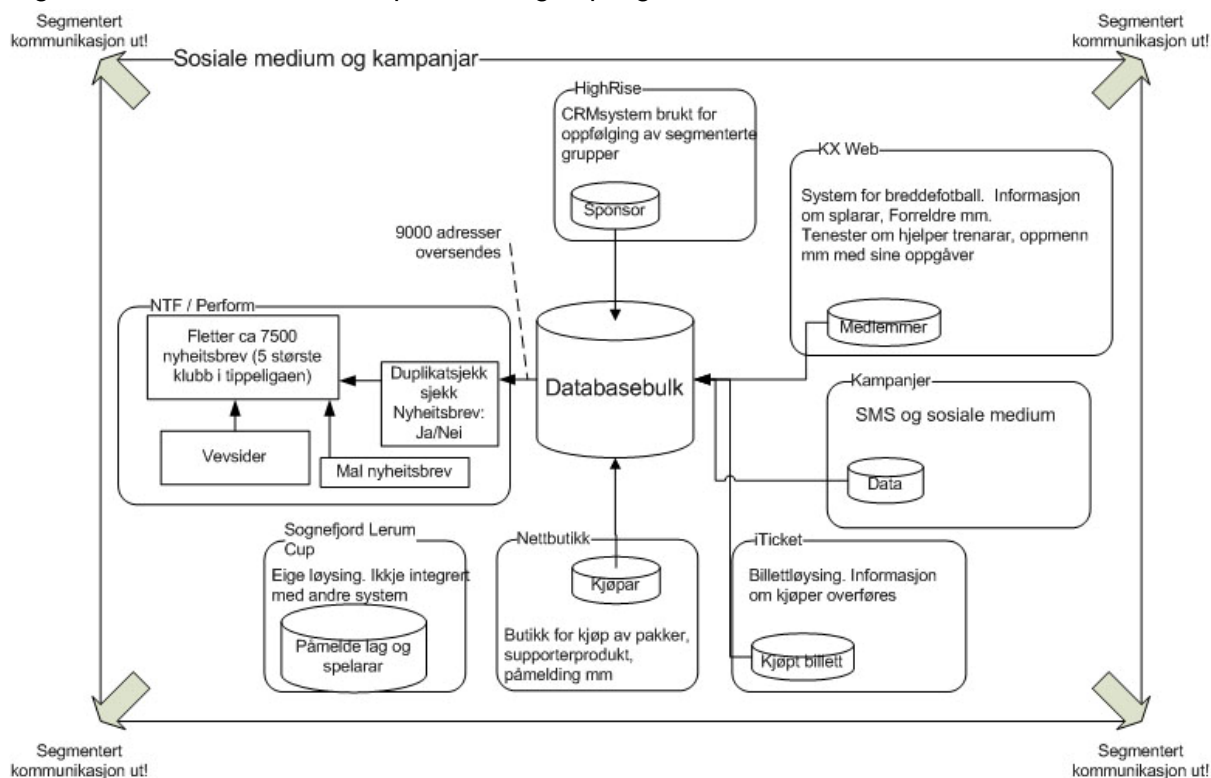 Segmentert
kommunikasjon ut!
Segmentert
kommunikasjon ut!
Sosiale medium og kampanjar
HighRise
CRMsystem brukt for
oppfølging av segmenterte
grupper
Sponsor
KX Web
System for breddefotball. Informasjon
om splarar, Forreldre mm.
Tenester om hjelper trenarar, oppmenn
mm med sine oppgåver
Medlemmer
9000 adresser
oversendes
NTF / Perform
Fletter ca 7500
nyheitsbrev (5 største
klubb i tippeligaen)
Duplikatsjekk
sjekk
Nyheitsbrev:
Ja/Nei
Vevsider
Mal nyheitsbrev
Databasebulk
Kampanjer
SMS og sosiale medium
Data
Sognefjord Lerum
Cup
Eige løysing. Ikkje integrert
med andre system
Påmelde lag og
spelarar
Nettbutikk
Kjøpar
Butikk for kjøp av pakker,
supporterprodukt,
påmelding mm
iTicket
Billettløysing. Informasjon
om kjøper overføres
Kjøpt billett
Segmentert
kommunikasjon ut!
Segmentert
kommunikasjon ut!